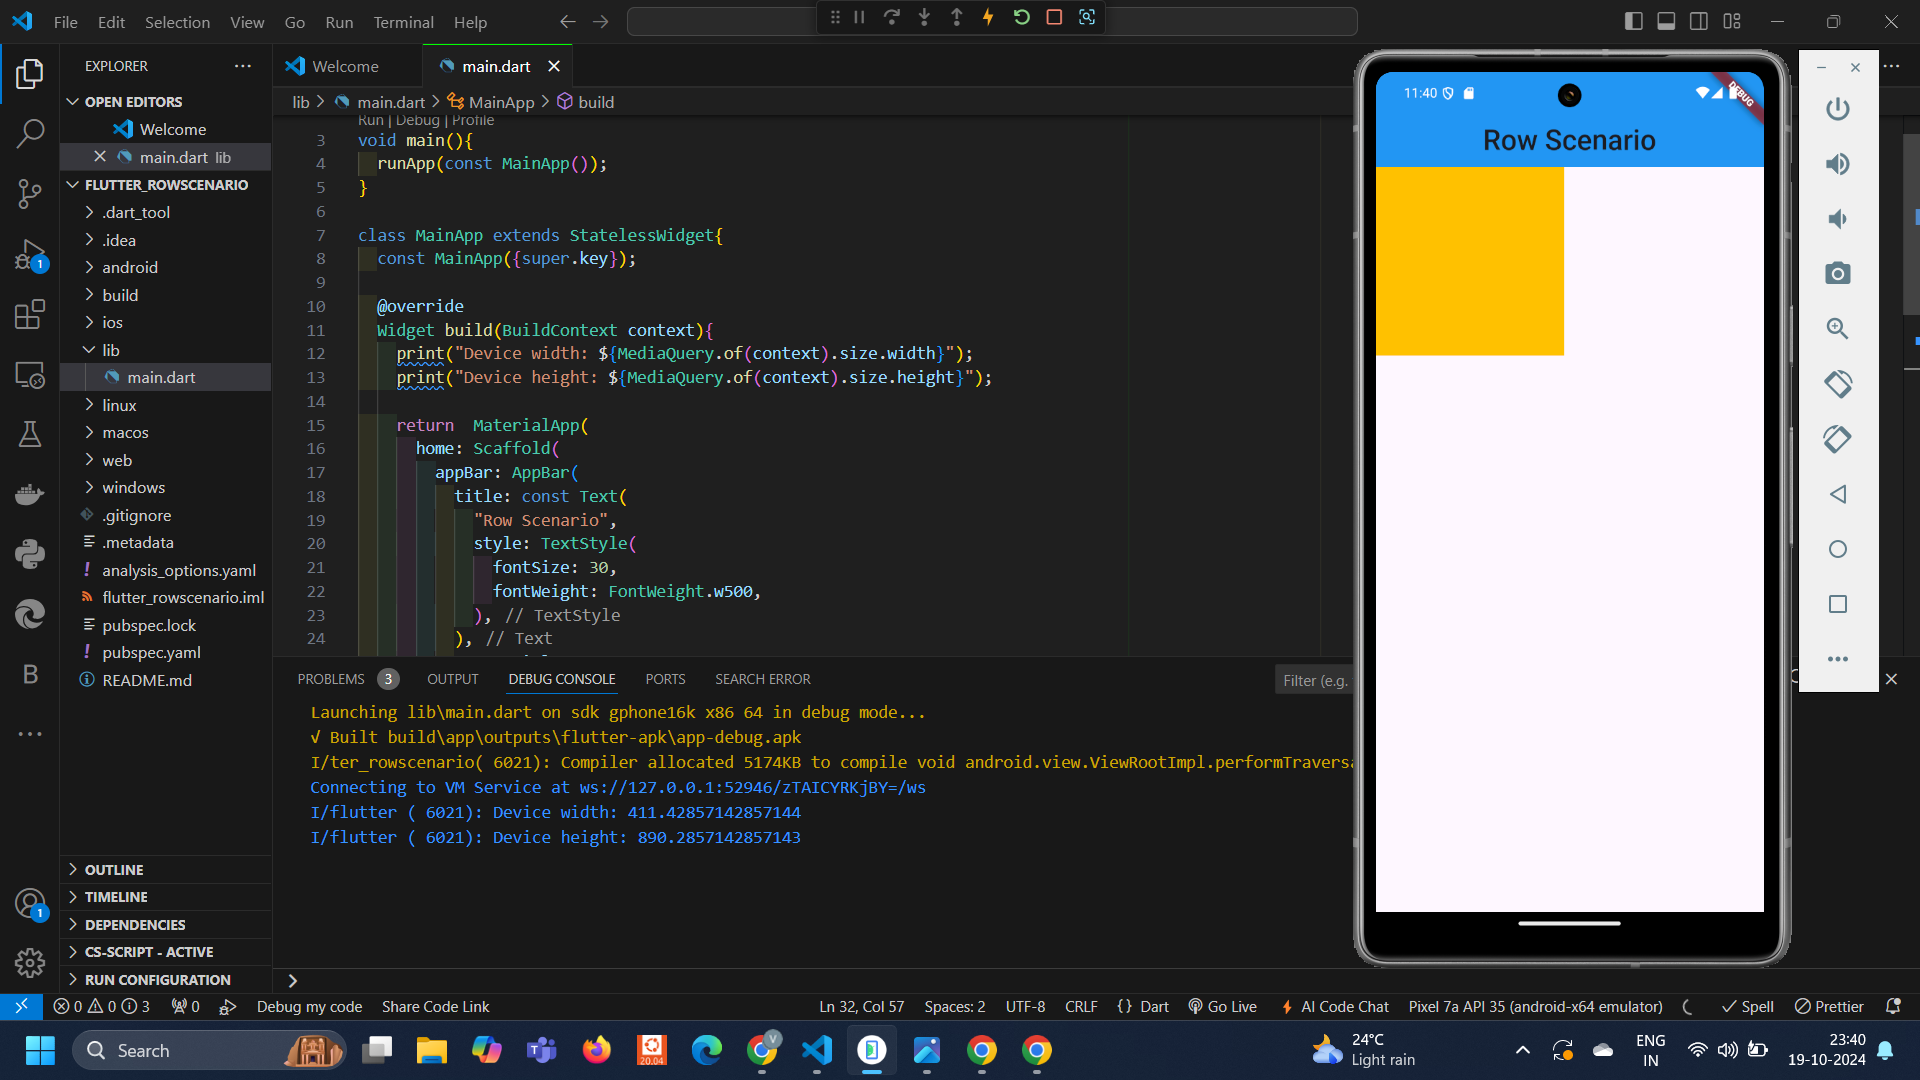 File Edit Selection View Go Run Terminal Help
EXPLORER
OPEN EDITORS
Welcome
main.dart lib
FLUTTER_ROWSCENARIO
.dart_tool
.idea
android
build
ios
lib
main.dart
linux
macos
web
windows
.gitignore
.metadata
analysis_options.yaml
flutter_rowscenario.iml
pubspec.lock
pubspec.yaml
README.md
OUTLINE
TIMELINE
DEPENDENCIES
CS-SCRIPT - ACTIVE
RUN CONFIGURATION
1
B
1
Welcome main.dart
lib main.dart MainApp build
Run | Debug | Profile
3 void main(){
4 runApp(const MainApp());
5 }
6
7 class MainApp extends StatelessWidget{
8 const MainApp({super.key});
9
10 @override
11 Widget build(BuildContext context){
12 print("Device width: ${MediaQuery.of(context).size.width}");
13 print("Device height: ${MediaQuery.of(context).size.height}");
14
15 return MaterialApp(
16 home: Scaffold(
17 appBar: AppBar(
18 title: const Text(
19 "Row Scenario",
20 style: TextStyle(
21 fontSize: 30,
22 fontWeight: FontWeight.w500,
23 ), // TextStyle
24 ), // Text
PROBLEMS 3 OUTPUT DEBUG CONSOLE PORTS SEARCH ERROR
Filter (e.g.
Launching lib\main.dart on sdk gphone16k x86 64 in debug mode...
√ Built build\app\outputs\flutter-apk\app-debug.apk
I/ter_rowscenario( 6021): Compiler allocated 5174KB to compile void android.view.ViewRootImpl.performTraversa
Connecting to VM Service at ws://127.0.0.1:52946/zTAICYRKjBY=/ws
I/flutter ( 6021): Device width: 411.42857142857144
I/flutter ( 6021): Device height: 890.2857142857143
11:40
DEBUG
Row Scenario
0 0 3 0 Debug my code Share Code Link Ln 32, Col 57 Spaces: 2 UTF-8 CRLF {} Dart Go Live AI Code Chat Pixel 7a API 35 (android-x64 emulator) Spell Prettier
Search
20.04
V
24°C
Light rain
ENG
IN
23:40
19-10-2024